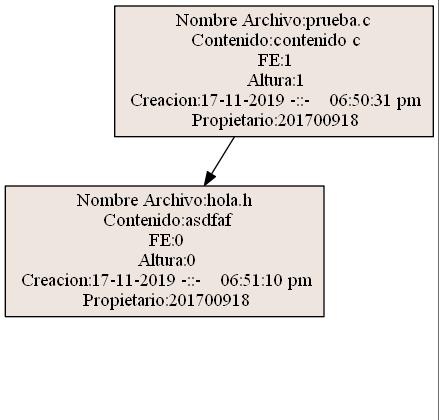 Nombre Archivo:prueba.c
Contenido:contenido c
FE:1
Altura:1
Creacion:17-11-2019 -::- 06:50:31 pm
Propietario:201700918
Nombre Archivo:hola.h
Contenido:asdfaf
FE:0
Altura:0
Creacion:17-11-2019 -::- 06:51:10 pm
Propietario:201700918